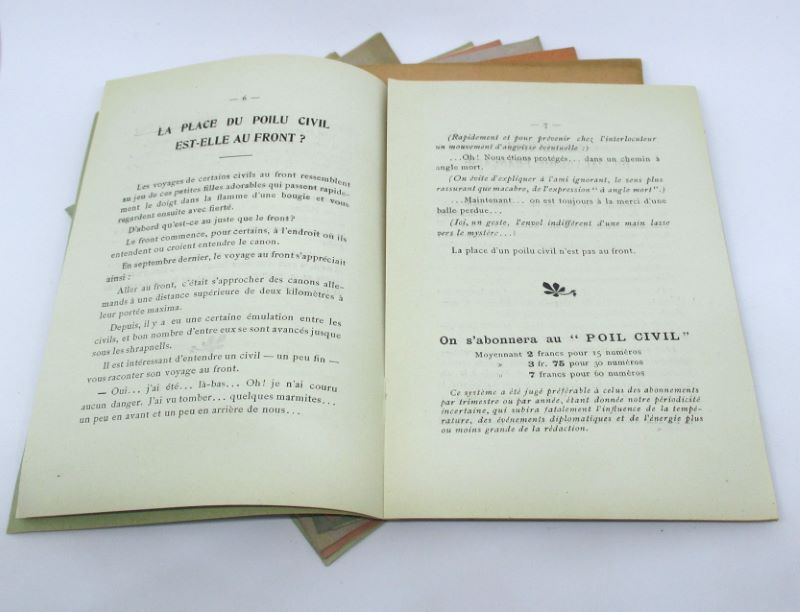 — 6 —
LA PLACE DU POILU CIVIL
EST-ELLE AU FRONT ?
Les voyages de certains civils au front ressemblent
au jeu de ces petites filles adorables qui passent rapide-
ment le doigt dans la flamme d'une bougie et vous
regardent ensuite avec fierté.
D'abord qu'est-ce au juste que le front ?
Le front commence, pour certains, à l'endroit où ils
entendent ou croient entendre le canon.
En septembre dernier, le voyage au front s'appréciait
ainsi :
Aller au front, c'était s'approcher des canons alle-
mands à une distance supérieure de deux kilomètres à
leur portée maxima.
Depuis, il y a eu une certaine émulation entre les
civils, et bon nombre d'entre eux se sont avancés jusque
sous les shrapnells.
Il est intéressant d'entendre un civil — un peu fin —
vous raconter son voyage au front.
— Oui... j'ai été... là-bas... Oh ! je n'ai couru
aucun danger. J'ai vu tomber... quelques marmites...
un peu en avant et un peu en arrière de nous...
— 7 —
(Rapidement et pour prévenir chez l'interlocuteur
un mouvement d'angoisse éventuelle :)
...Oh ! Nous étions protégés... dans un chemin à
angle mort.
(On évite d'expliquer à l'ami ignorant, le sens plus
rassurant que macabre, de l'expression " à angle mort ".)
...Maintenant... on est toujours à la merci d'une
balle perdue...
(Ici, un geste, l'envol indifférent d'une main lasse
vers le mystère...)
La place d'un poilu civil n'est pas au front.
On s'abonnera au " POIL CIVIL "
Moyennant 2 francs pour 15 numéros
» 3 fr. 75 pour 30 numéros
» 7 francs pour 60 numéros
Ce système a été jugé préférable à celui des abonnements
par trimestre ou par année, étant donnée notre périodicité
incertaine, qui subira fatalement l'influence de la tempé-
rature, des événements diplomatiques et de l'énergie plus
ou moins grande de la rédaction.